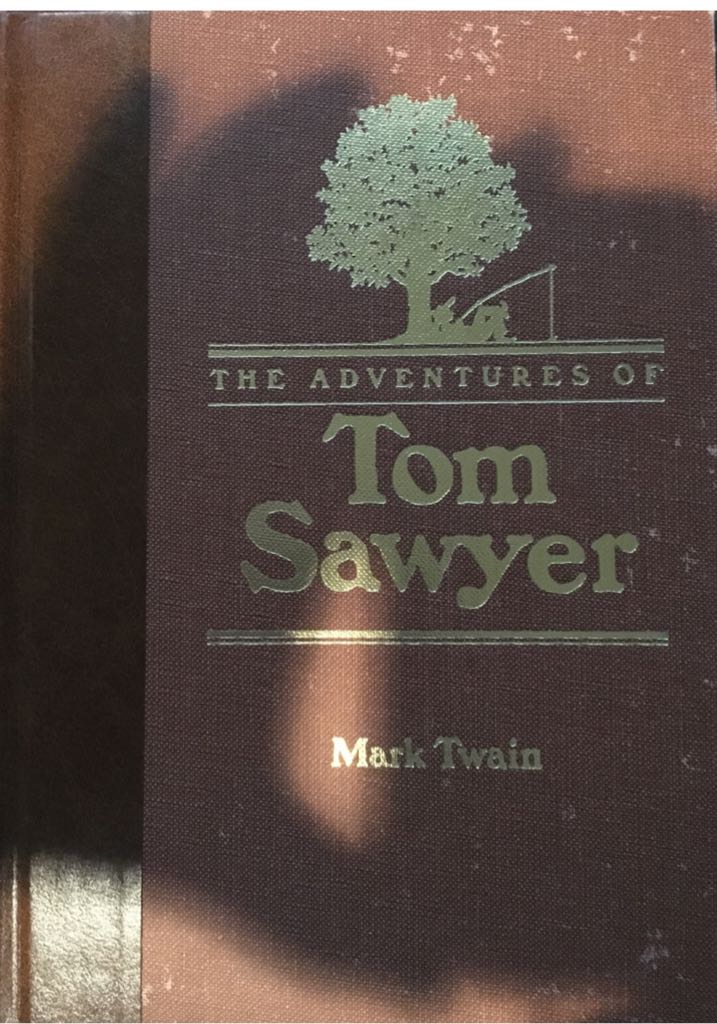 THE ADVENTURES OF
Tom
Sawyer
Mark Twain